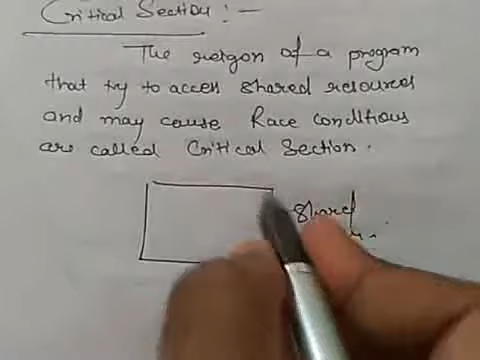 Critical Section :-
The reigon of a program
that try to access shared resources
and may cause Race conditions
are called Critical Section.
shared